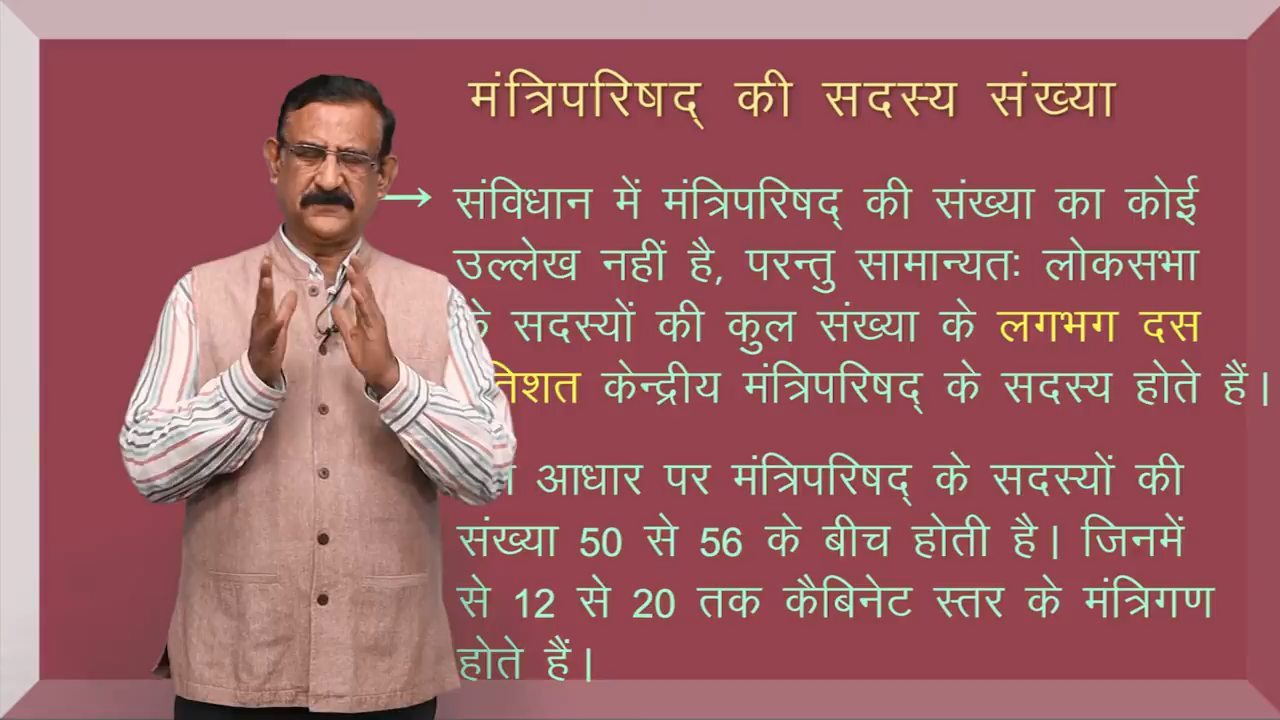 मंत्रिपरिषद् की सदस्य संख्या
संविधान में मंत्रिपरिषद् की संख्या का कोई
उल्लेख नहीं है, परन्तु सामान्यतः लोकसभा
के सदस्यों की कुल संख्या के लगभग दस
केन्द्रीय मंत्रिपरिषद् के सदस्य होते हैं।
आधार पर मंत्रिपरिषद् के सदस्यों की
संख्या 50 से 56 के बीच होती है। जिनमें
से 12 से 20 तक कैबिनेट स्तर के मंत्रिगण
होते हैं।